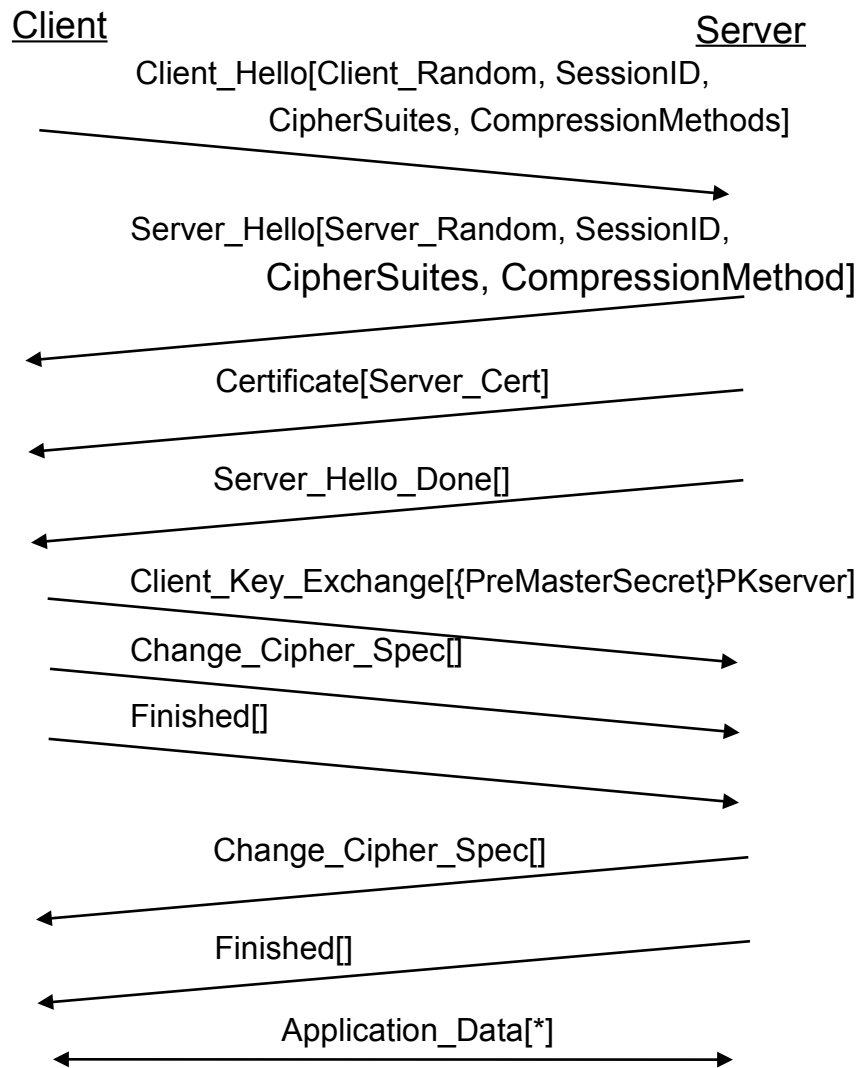 Client
Server
Client_Hello[Client_Random, SessionID,
CipherSuites, CompressionMethods]
Server_Hello[Server_Random, SessionID,
CipherSuites, CompressionMethod]
Certificate[Server_Cert]
Server_Hello_Done[]
Client_Key_Exchange[{PreMasterSecret}PKserver]
Change_Cipher_Spec[]
Finished[]
Change_Cipher_Spec[]
Finished[]
Application_Data[*]